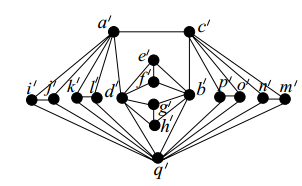 a′ c′
e′
f′
i′ j′ k′ l′ d′ b′ p′ o′ n′ m′
g′
h′
q′